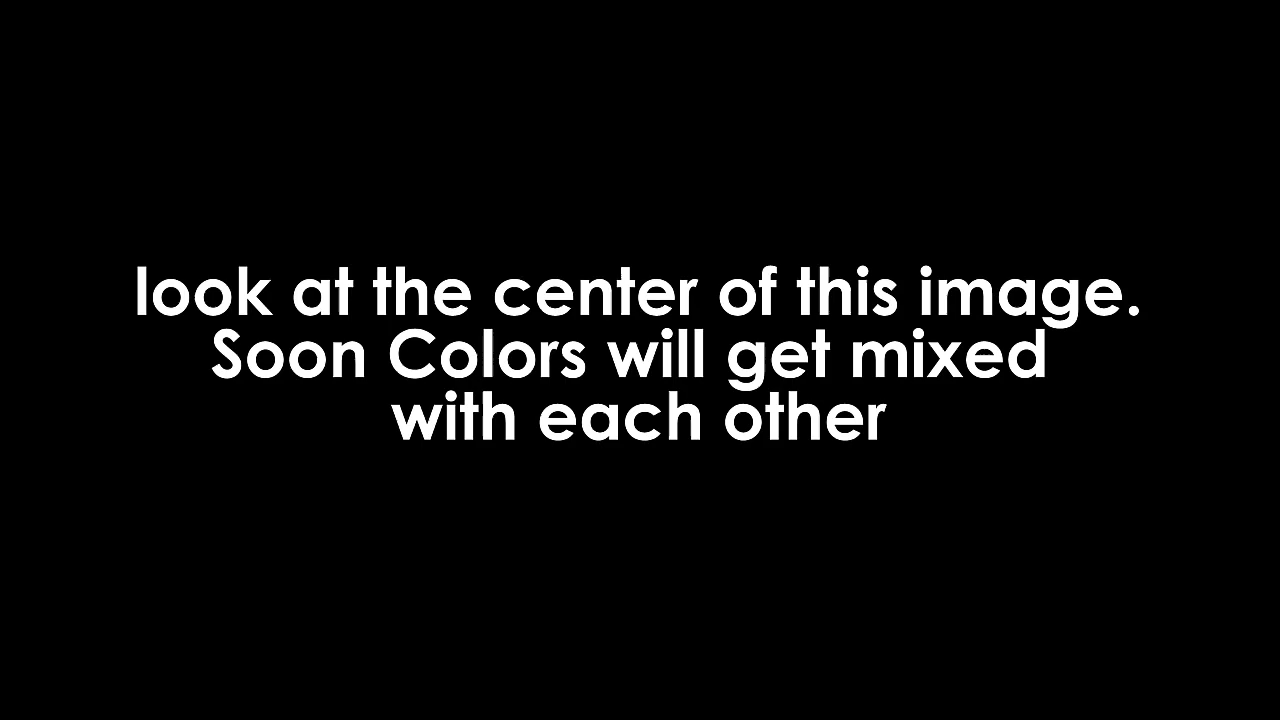 look at the center of this image.
Soon Colors will get mixed
with each other